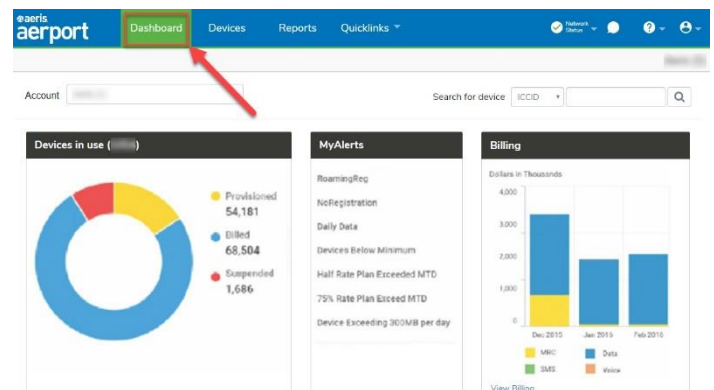 aeris
aerport
Dashboard
Devices
Reports
Quicklinks
Network
Status
?
Account
Search for device
ICCID
Devices in use (
)
Provisioned
54,181
Billed
68,504
Suspended
1,686
MyAlerts
RoamingReg
NoRegistration
Daily Data
Devices Below Minimum
Half Rate Plan Exceeded MTD
75% Rate Plan Exceed MTD
Device Exceeding 300MB per day
Billing
Dollars in Thousands
4,000
3,000
2,000
1,000
0
Dec 2015
Jan 2016
Feb 2016
MRC
Data
SMS
Voice
View Billing